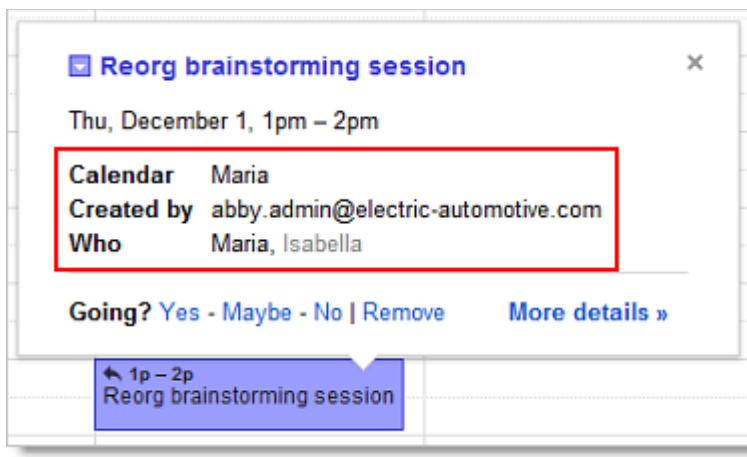 Reorg brainstorming session
Thu, December 1, 1pm – 2pm
Calendar Maria
Created by abby.admin@electric-automotive.com
Who Maria, Isabella
Going? Yes - Maybe - No | Remove More details »
1p – 2p
Reorg brainstorming session